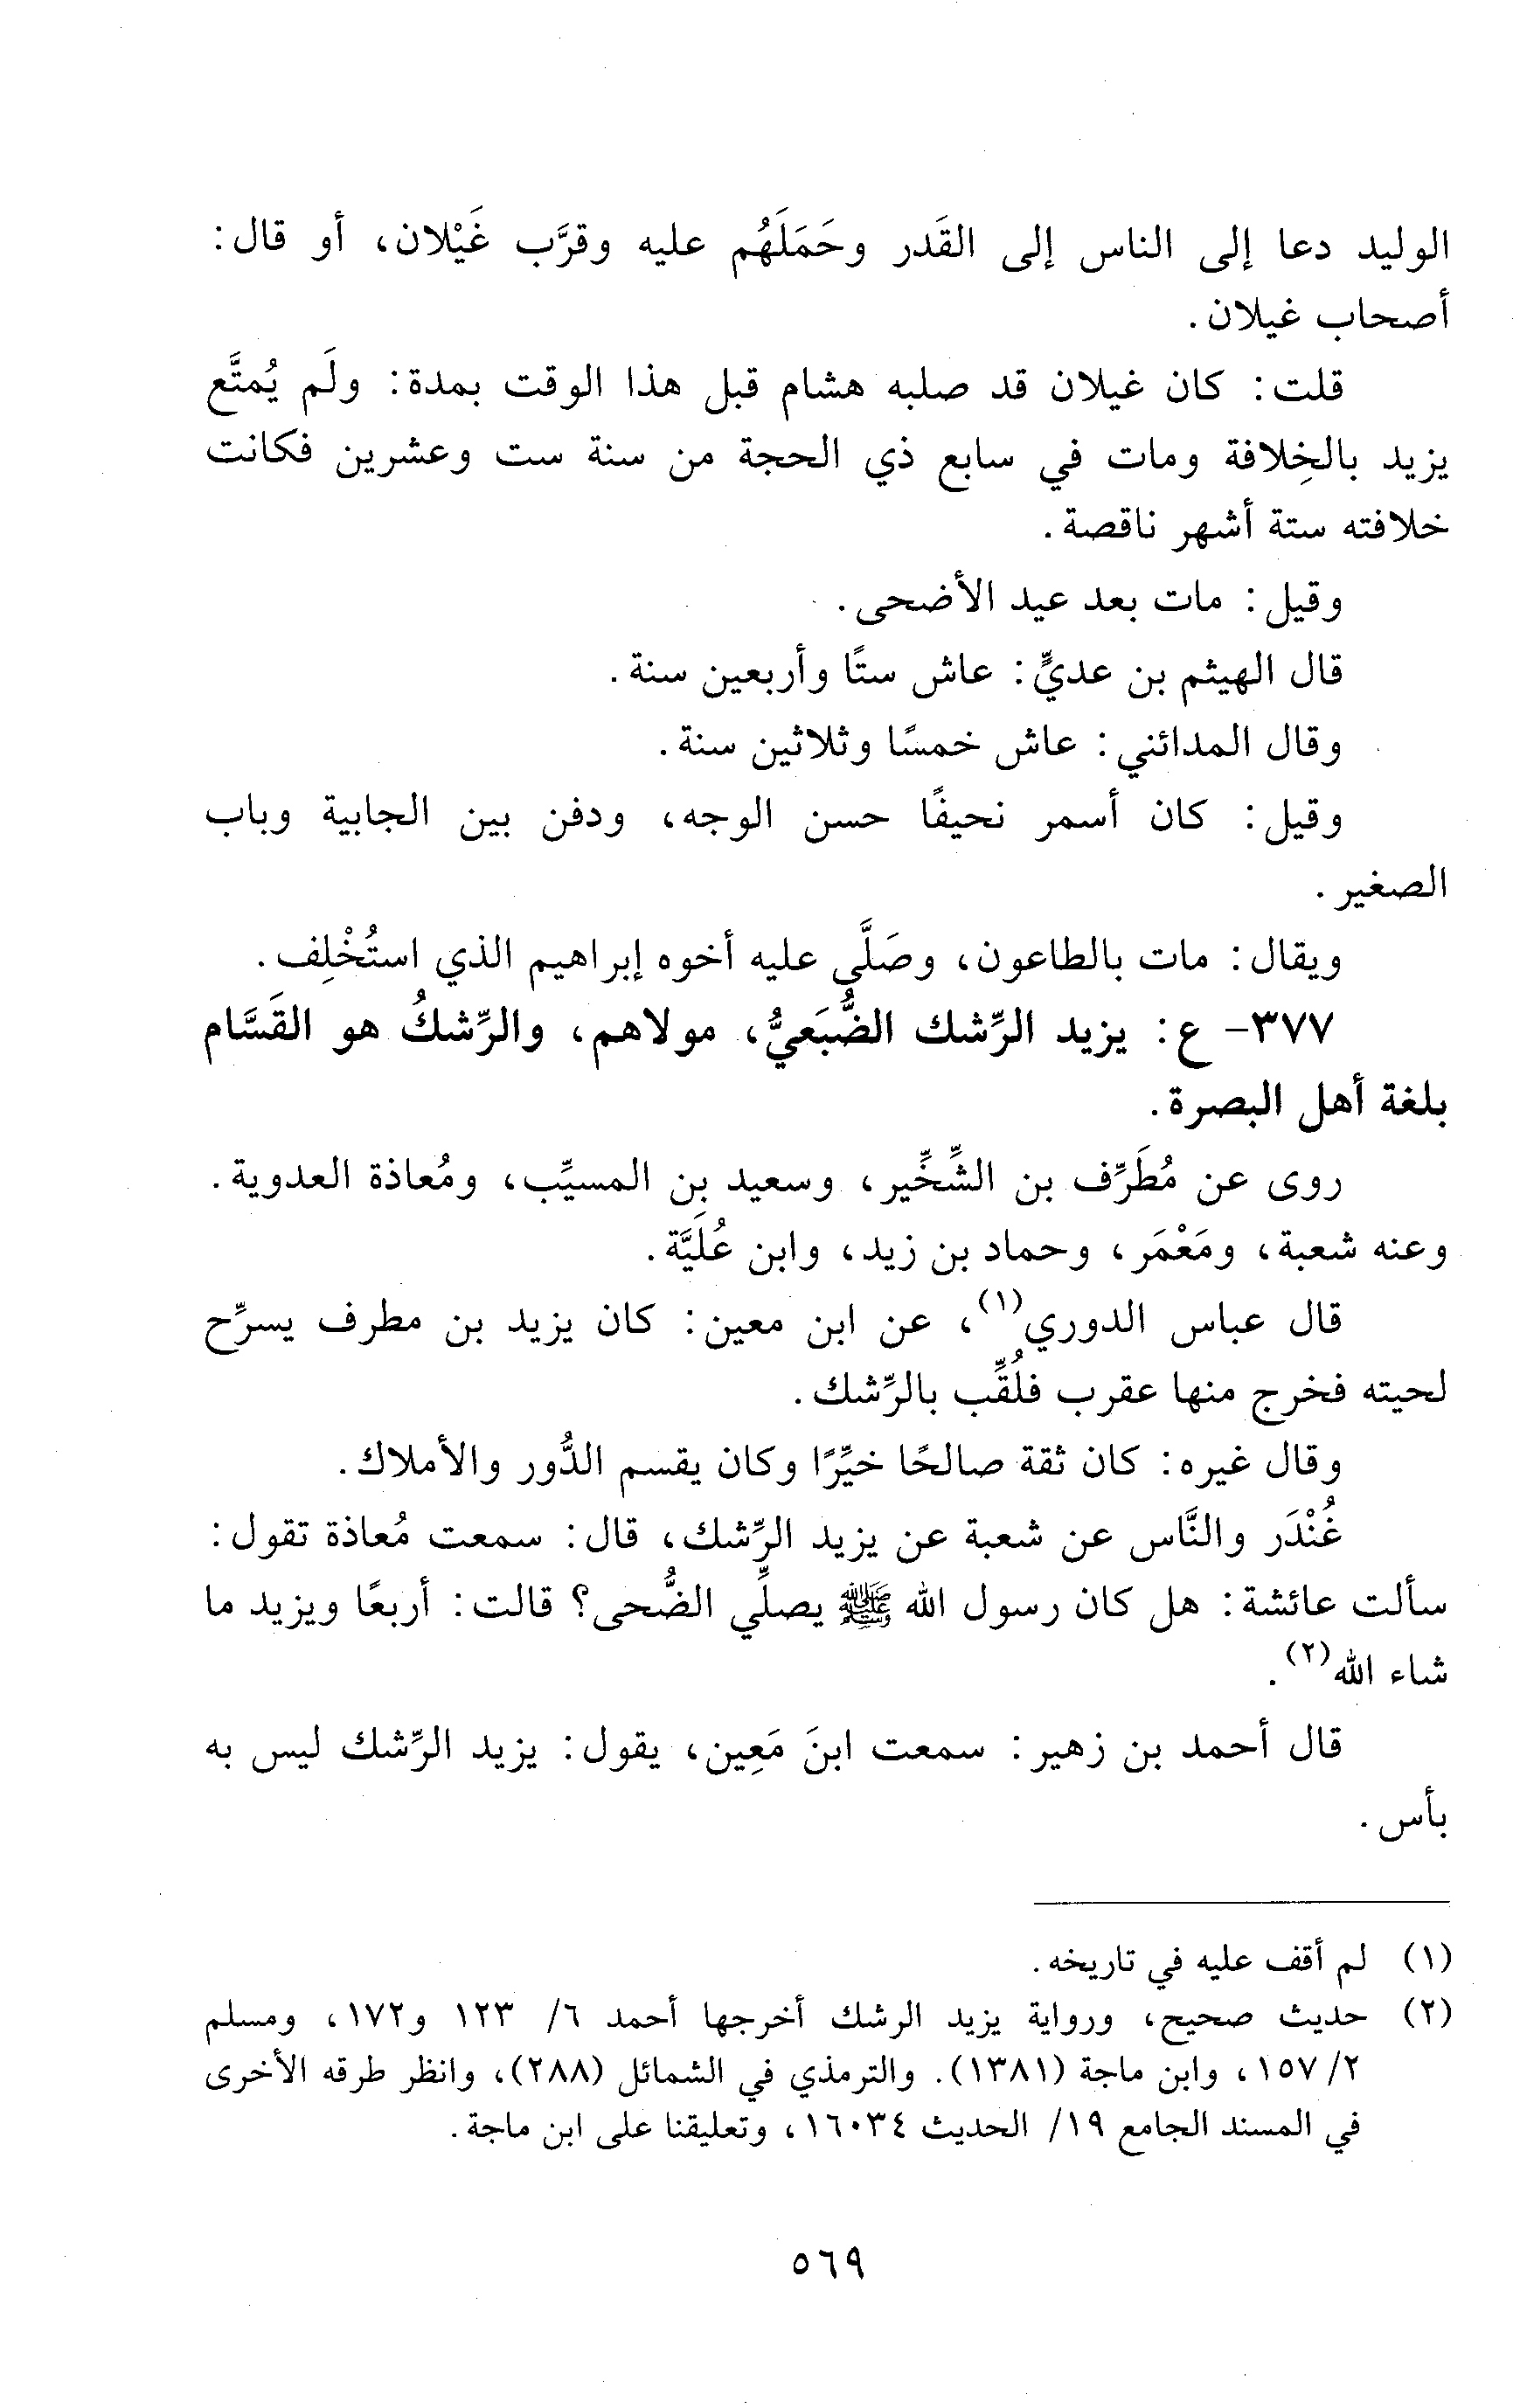 الوليد دعا إلى الناس إلى القَدر وحَمَلَهُم عليه وقرَّب غَيْلان، أو قال:
أصحاب غيلان.
قلت: كان غيلان قد صلبه هشام قبل هذا الوقت بمدة: ولَم يُمتَّع
يزيد بالخِلافة ومات في سابع ذي الحجة من سنة ست وعشرين فكانت
خلافته ستة أشهر ناقصة.
وقيل: مات بعد عيد الأضحى.
قال الهيثم بن عديٍّ: عاش ستًا وأربعين سنة.
وقال المدائني: عاش خمسًا وثلاثين سنة.
وقيل: كان أسمر نحيفًا حسن الوجه، ودفن بين الجابية وباب
الصغير.
ويقال: مات بالطاعون، وصَلَّى عليه أخوه إبراهيم الذي استُخْلِف.
٣٧٧- ع: يزيد الرِّشك الضُّبَعيُّ، مولاهم، والرِّشكُ هو القَسَّام
بلغة أهل البصرة.
روى عن مُطَرِّف بن الشِّخِّير، وسعيد بن المسيِّب، ومُعاذة العدوية.
وعنه شعبة، ومَعْمَر، وحماد بن زيد، وابن عُلَيَّة.
قال عباس الدوري(١)، عن ابن معين: كان يزيد بن مطرف يسرِّح
لحيته فخرج منها عقرب فلُقِّب بالرِّشك.
وقال غيره: كان ثقة صالحًا خيِّرًا وكان يقسم الدُّور والأملاك.
غُنْدَر والنَّاس عن شعبة عن يزيد الرِّشك، قال: سمعت مُعاذة تقول:
سألت عائشة: هل كان رسول الله ﷺ يصلِّي الضُّحى؟ قالت: أربعًا ويزيد ما
شاء الله(٢).
قال أحمد بن زهير: سمعت ابنَ مَعِين، يقول: يزيد الرِّشك ليس به
بأس.
(١) لم أقف عليه في تاريخه.
(٢) حديث صحيح، ورواية يزيد الرشك أخرجها أحمد ٦/ ١٢٣ و١٧٢، ومسلم
٢/ ١٥٧، وابن ماجة (١٣٨١). والترمذي في الشمائل (٢٨٨)، وانظر طرقه الأخرى
في المسند الجامع ١٩/ الحديث ١٦٠٣٤، وتعليقنا على ابن ماجة.
٥٦٩